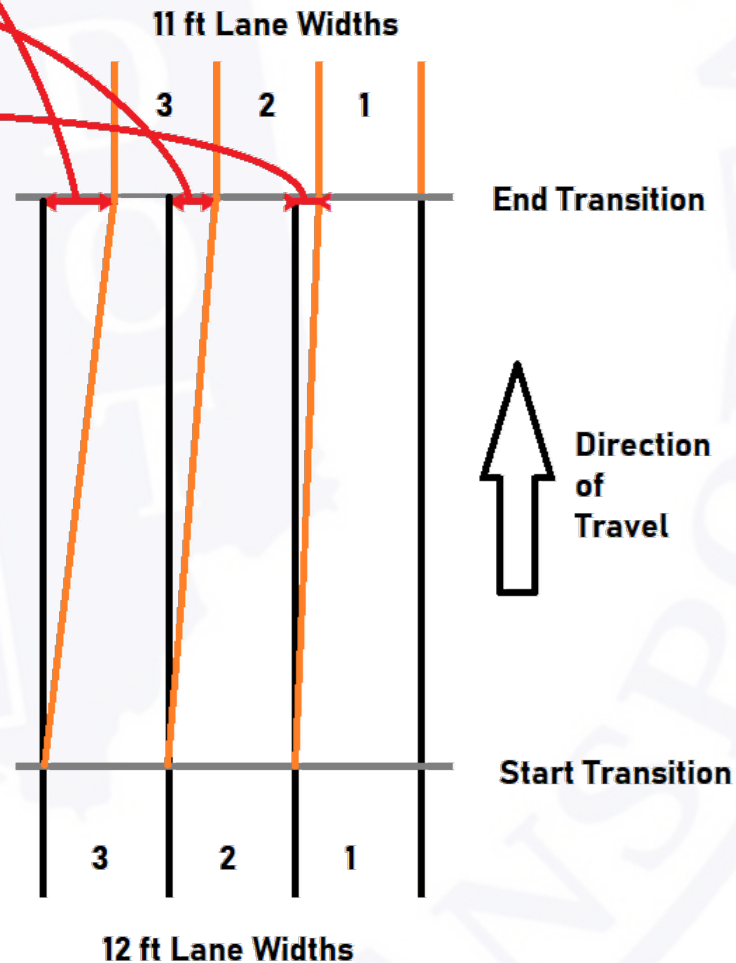 11 ft Lane Widths
3 2 1
End Transition
Direction
of
Travel
Start Transition
3 2 1
12 ft Lane Widths
D
O
T
ANSPO